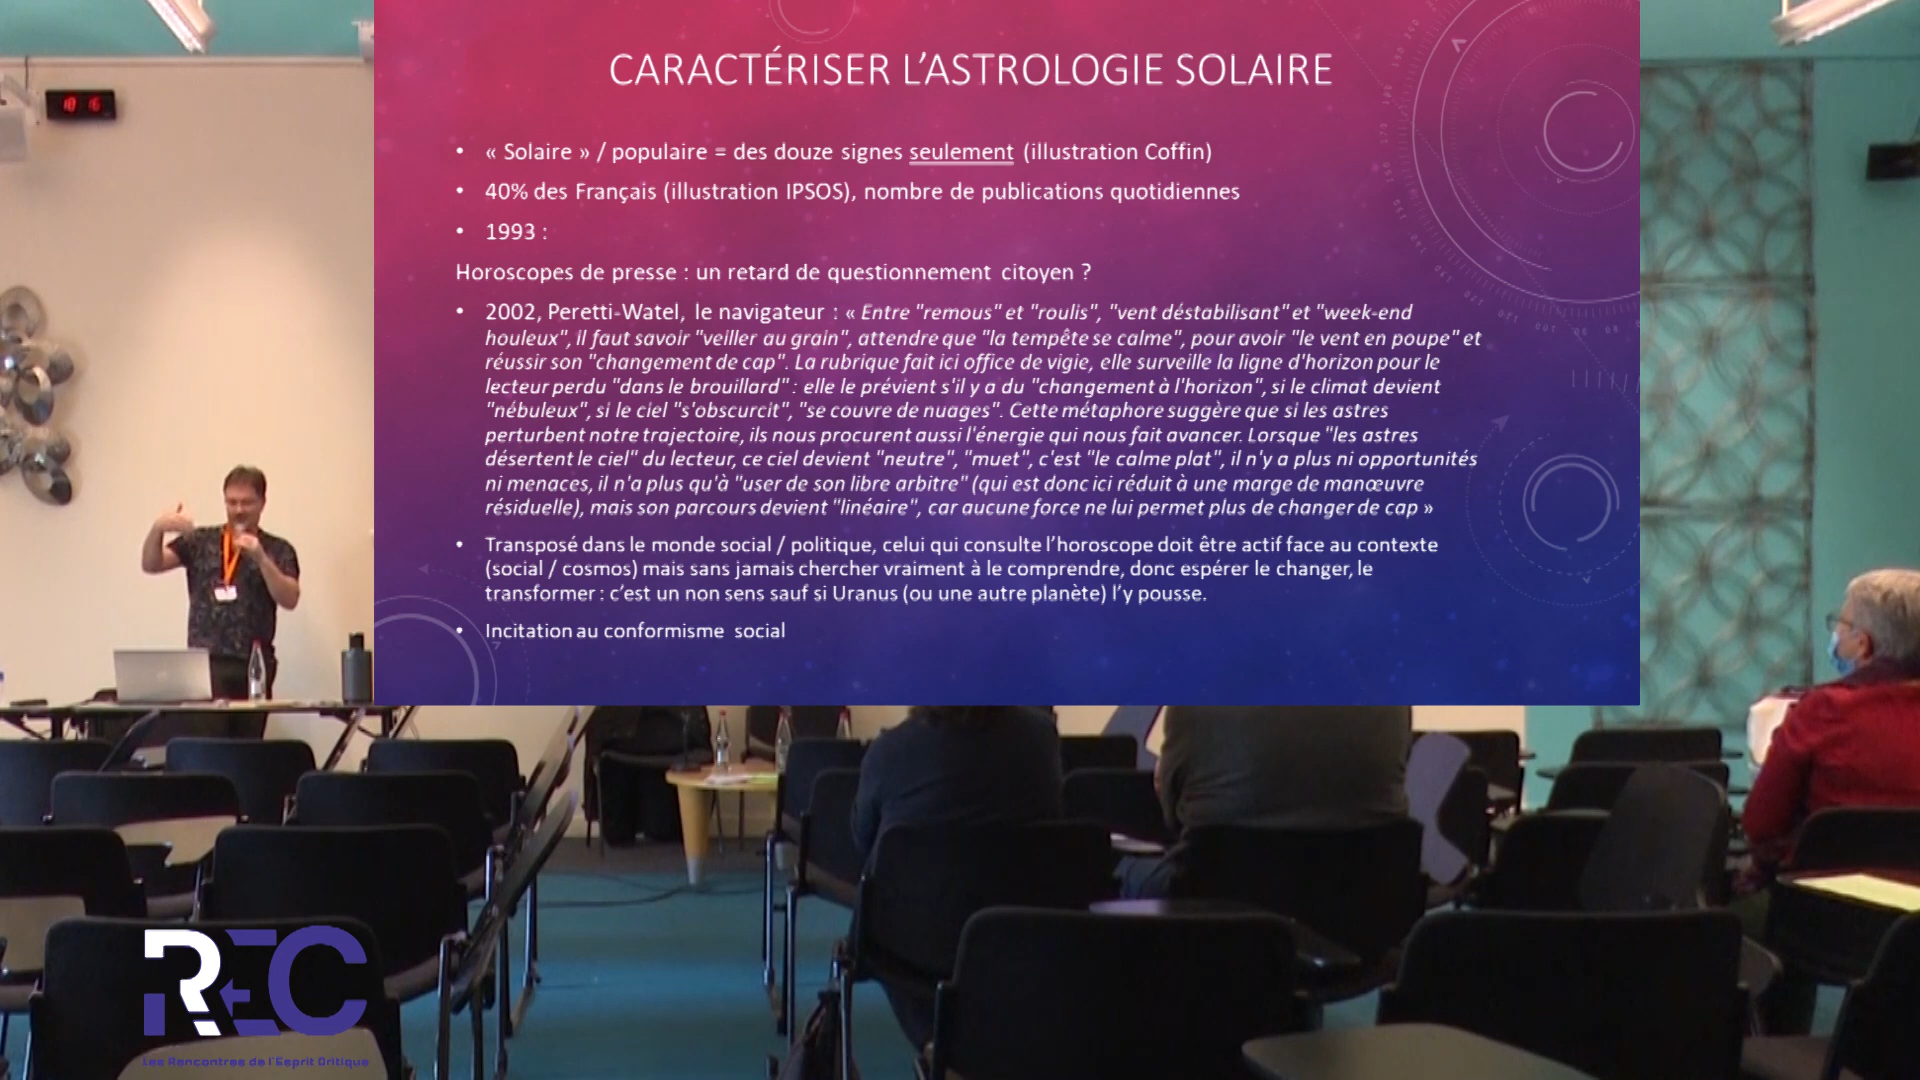 10 16
CARACTÉRISER L'ASTROLOGIE SOLAIRE
• « Solaire » / populaire = des douze signes seulement (illustration Coffin)
• 40% des Français (illustration IPSOS), nombre de publications quotidiennes
• 1993 :
Horoscopes de presse : un retard de questionnement citoyen ?
• 2002, Peretti-Watel, le navigateur : « Entre "remous" et "roulis", "vent déstabilisant" et "week-end
houleux", il faut savoir "veiller au grain", attendre que "la tempête se calme", pour avoir "le vent en poupe" et
réussir son "changement de cap". La rubrique fait ici office de vigie, elle surveille la ligne d'horizon pour le
lecteur perdu "dans le brouillard" : elle le prévient s'il y a du "changement à l'horizon", si le climat devient
"nébuleux", si le ciel "s'obscurcit", "se couvre de nuages". Cette métaphore suggère que si les astres
perturbent notre trajectoire, ils nous procurent aussi l'énergie qui nous fait avancer. Lorsque "les astres
désertent le ciel" du lecteur, ce ciel devient "neutre", "muet", c'est "le calme plat", il n'y a plus ni opportunités
ni menaces, il n'a plus qu'à "user de son libre arbitre" (qui est donc ici réduit à une marge de manœuvre
résiduelle), mais son parcours devient "linéaire", car aucune force ne lui permet plus de changer de cap »
• Transposé dans le monde social / politique, celui qui consulte l'horoscope doit être actif face au contexte
(social / cosmos) mais sans jamais chercher vraiment à le comprendre, donc espérer le changer, le
transformer : c'est un non sens sauf si Uranus (ou une autre planète) l'y pousse.
• Incitation au conformisme social
REC
Les Rencontres de l'Esprit Critique